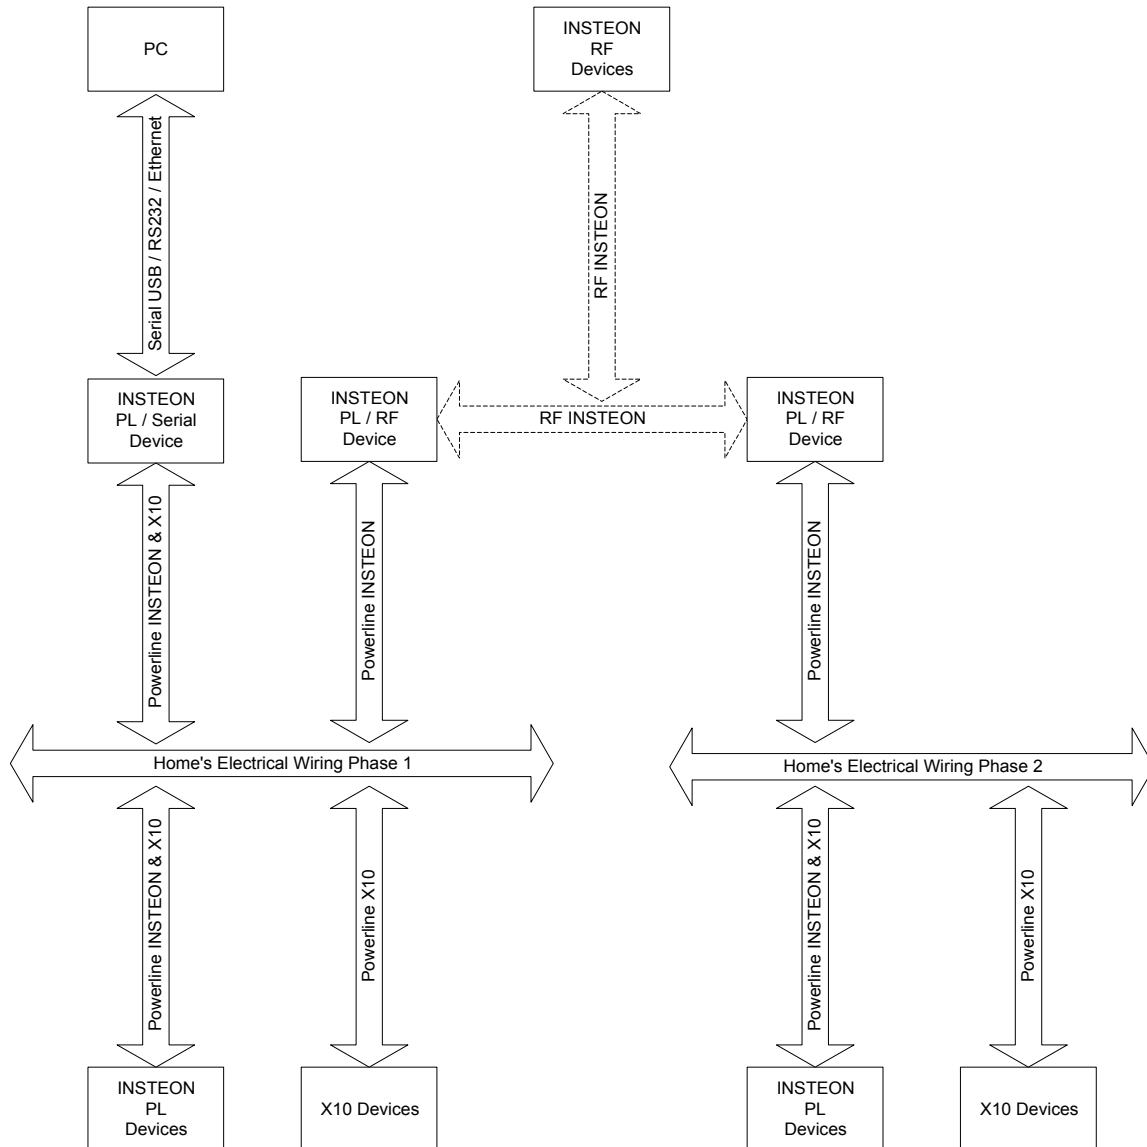 PC
INSTEON
RF
Devices
Serial USB / RS232 / Ethernet
RF INSTEON
INSTEON
PL / Serial
Device
INSTEON
PL / RF
Device
RF INSTEON
INSTEON
PL / RF
Device
Powerline INSTEON & X10
Powerline INSTEON
Powerline INSTEON
Home's Electrical Wiring Phase 1
Home's Electrical Wiring Phase 2
Powerline INSTEON & X10
Powerline X10
Powerline INSTEON & X10
Powerline X10
INSTEON
PL
Devices
X10 Devices
INSTEON
PL
Devices
X10 Devices